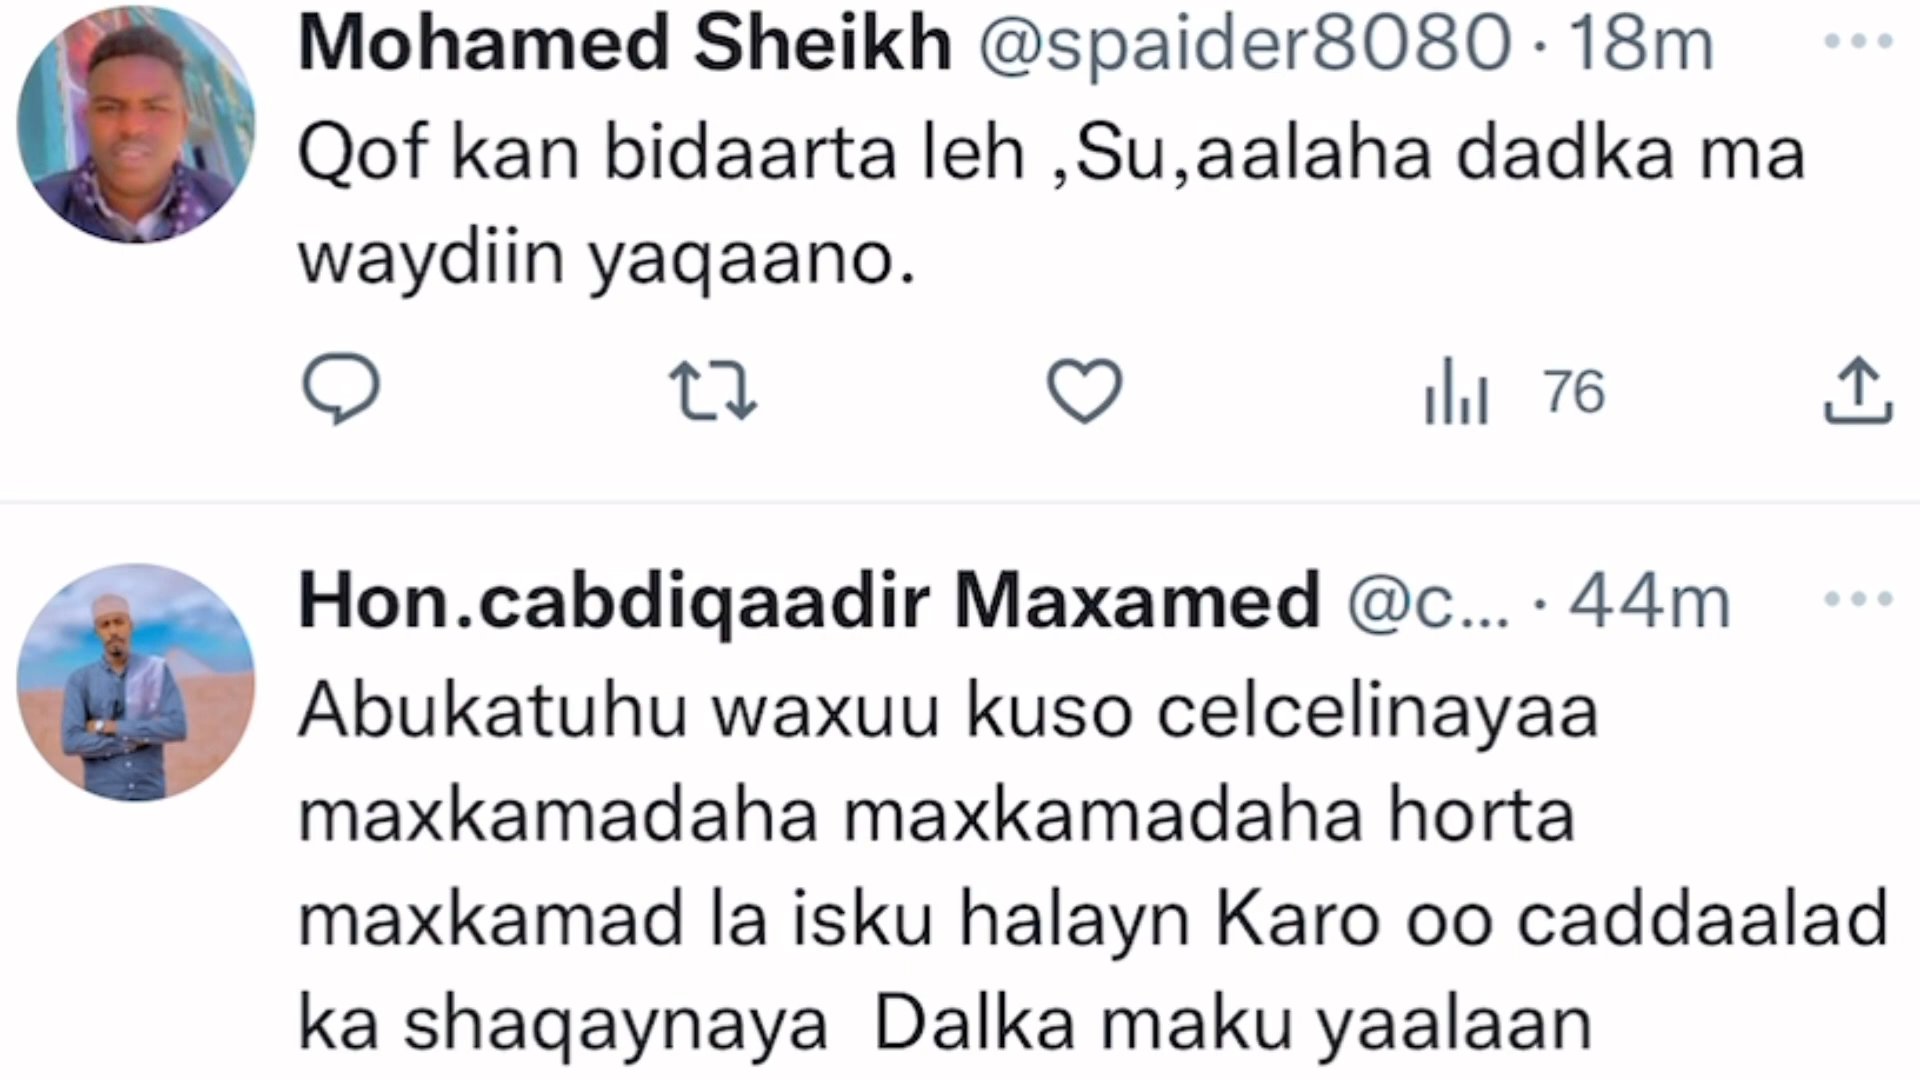 Mohamed Sheikh @spaider8080 · 18m
Qof kan bidaarta leh ,Su,aalaha dadka ma
waydiin yaqaano.
76
Hon.cabdiqaadir Maxamed @c... · 44m
Abukatuhu waxuu kuso celcelinayaa
maxkamadaha maxkamadaha horta
maxkamad la isku halayn Karo oo caddaalad
ka shaqaynaya  Dalka maku yaalaan